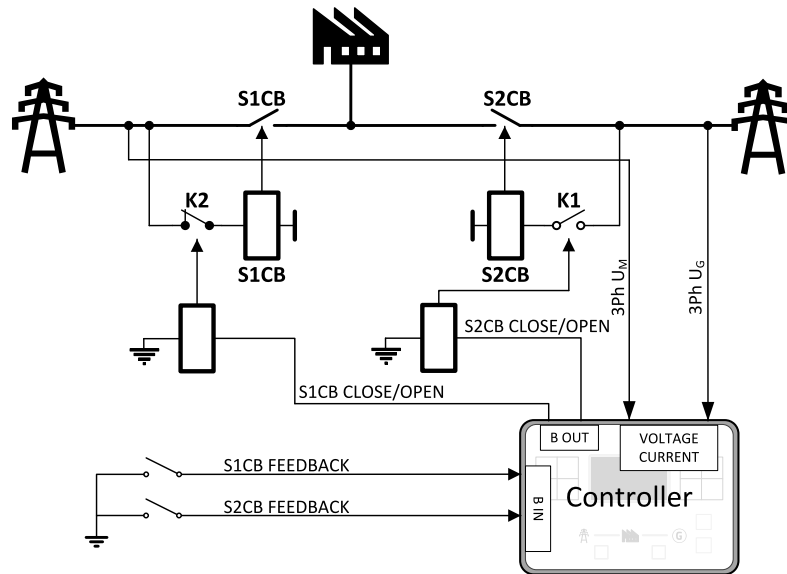 S1CB
S2CB
K2
K1
S1CB
S2CB
3Ph U_M
3Ph U_G
S2CB CLOSE/OPEN
S1CB CLOSE/OPEN
B OUT
VOLTAGE
CURRENT
S1CB FEEDBACK
S2CB FEEDBACK
B IN
Controller
G